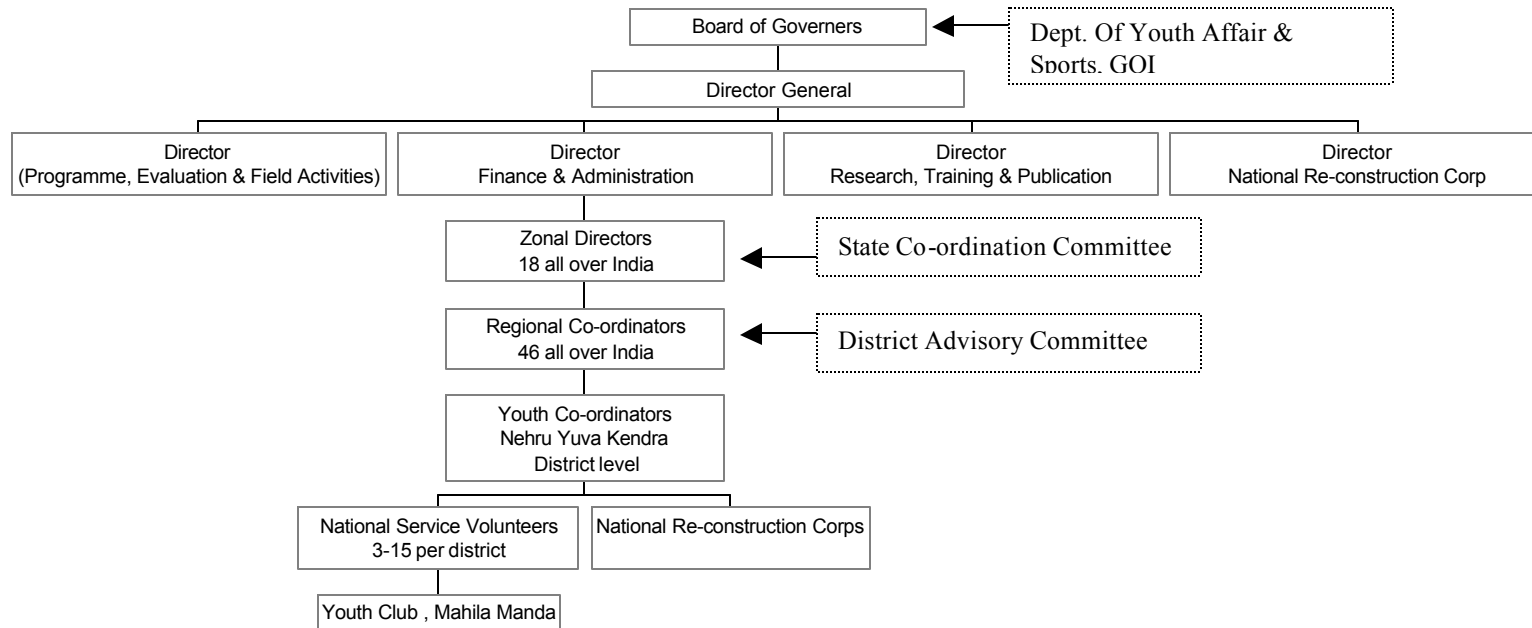 Board of Governers
Dept. Of Youth Affair &
Sports, GOI
Director General
Director
(Programme, Evaluation & Field Activities)
Director
Finance & Administration
Director
Research, Training & Publication
Director
National Re-construction Corp
Zonal Directors
18 all over India
State Co-ordination Committee
Regional Co-ordinators
46 all over India
District Advisory Committee
Youth Co-ordinators
Nehru Yuva Kendra
District level
National Service Volunteers
3-15 per district
National Re-construction Corps
Youth Club , Mahila Manda